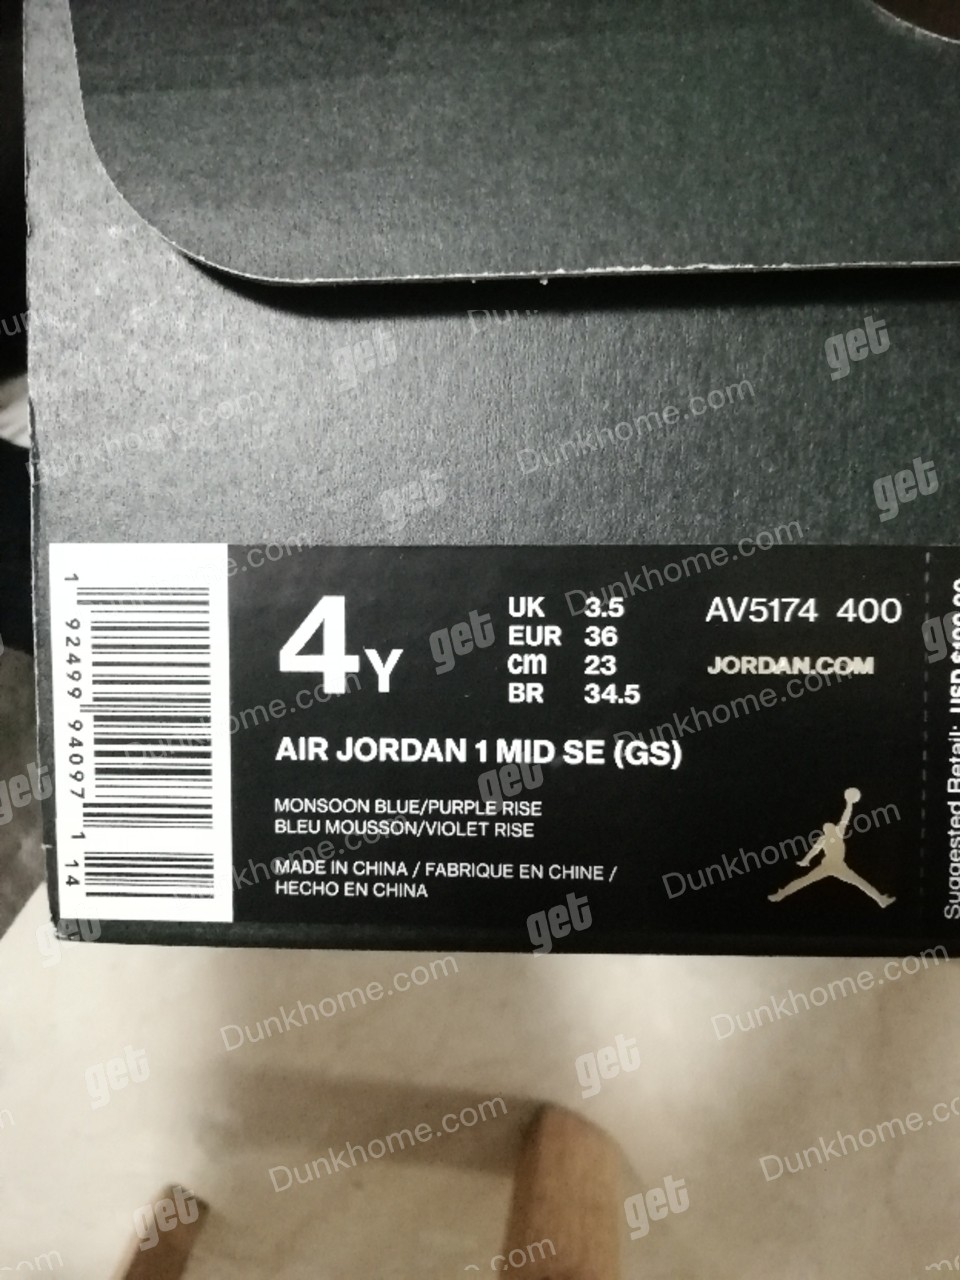 4Y
UK 3.5
EUR 36
cm 23
BR 34.5
AV5174 400
JORDAN.COM
AIR JORDAN 1 MID SE (GS)
MONSOON BLUE/PURPLE RISE
BLEU MOUSSON/VIOLET RISE
MADE IN CHINA / FABRIQUE EN CHINE /
HECHO EN CHINA
1 92499 94097 1 14
Suggested Retail: USD
get
Dunkhome.com